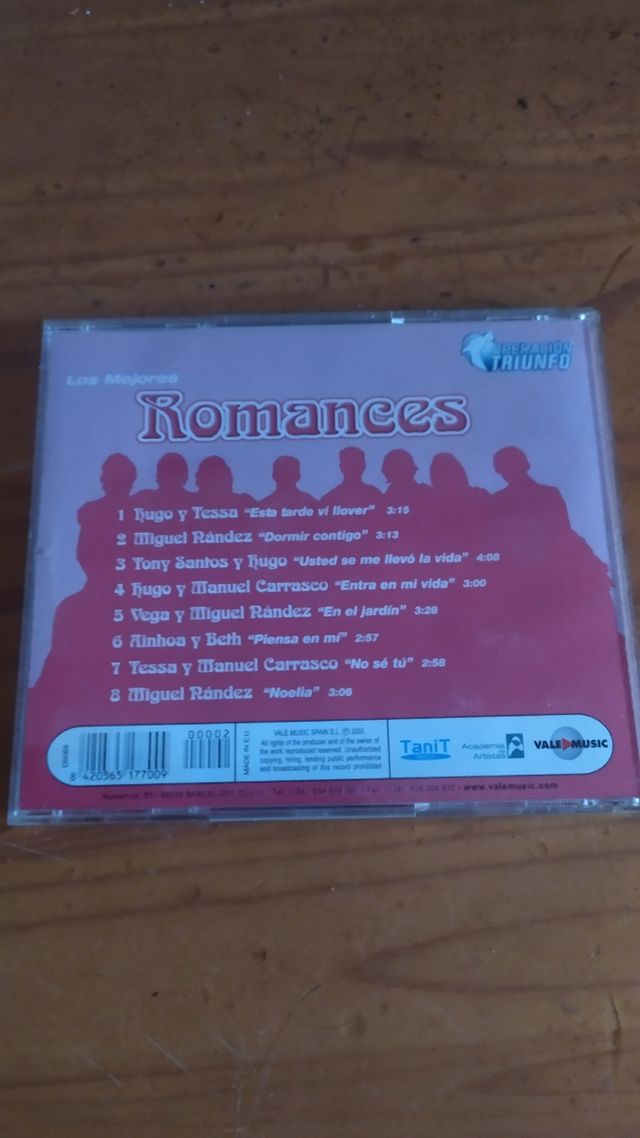 OPERACIÓN
TRIUNFO
Los Mejores
Romances
1 Hugo y Tessa "Esta tarde vi llover" 3:15
2 Miguel Nández "Dormir contigo" 3:13
3 Tony Santos y Hugo "Usted se me llevó la vida" 4:08
4 Hugo y Manuel Carrasco "Entra en mi vida" 3:00
5 Vega y Miguel Nández "En el jardín" 3:28
6 Ainhoa y Beth "Piensa en mí" 2:57
7 Tessa y Manuel Carrasco "No sé tú" 2:58
8 Miguel Nández "Noelia" 3:06
00002
8 420565 177009
MADE IN E.U.
VALE MUSIC SPAIN S.L.
All rights of the producer and of the owner of
the work reproduced reserved. Unauthorized
copying, hiring, lending public performance
and broadcasting of this record prohibited
TaniT
Academia de Artistas
VALE MUSIC
BARCELONA
www.valemusic.com